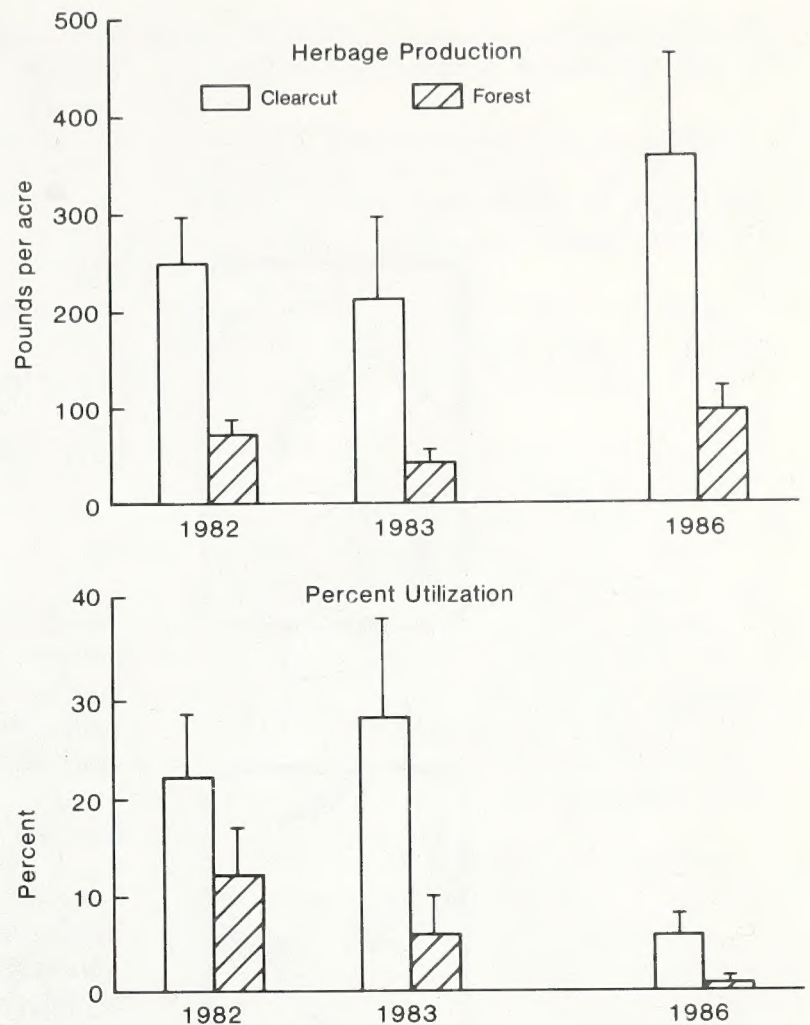 500
Herbage Production
Clearcut Forest
400
300
200
100
0
Pounds per acre
1982 1983 1986
Percent Utilization
40
30
20
10
0
Percent
1982 1983 1986